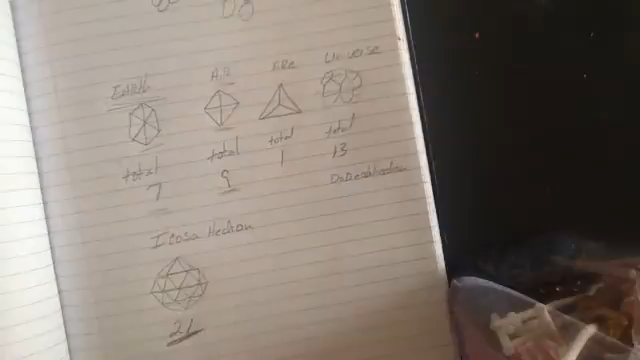 Earth Air Fire Universe
total total total total
7 9 1 13
Dodecahedron
Icosa Hedron
21